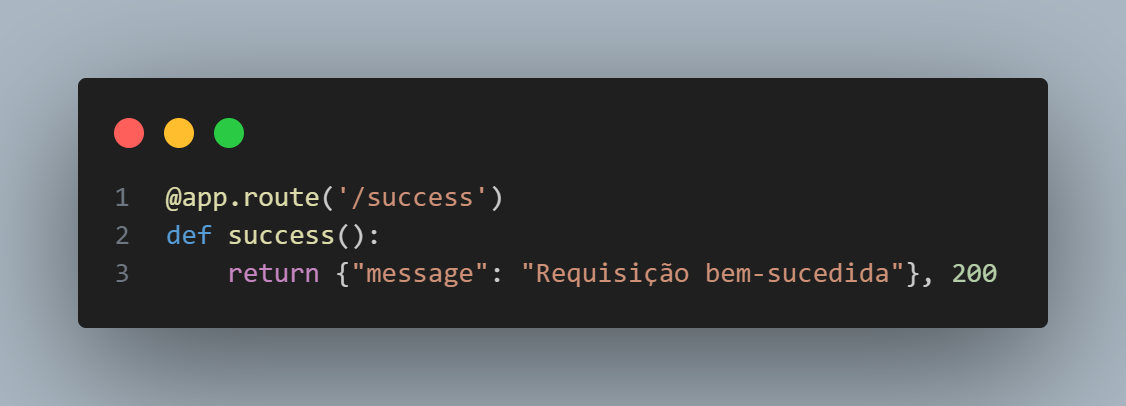 1 @app.route('/success')
2 def success():
3     return {"message": "Requisição bem-sucedida"}, 200